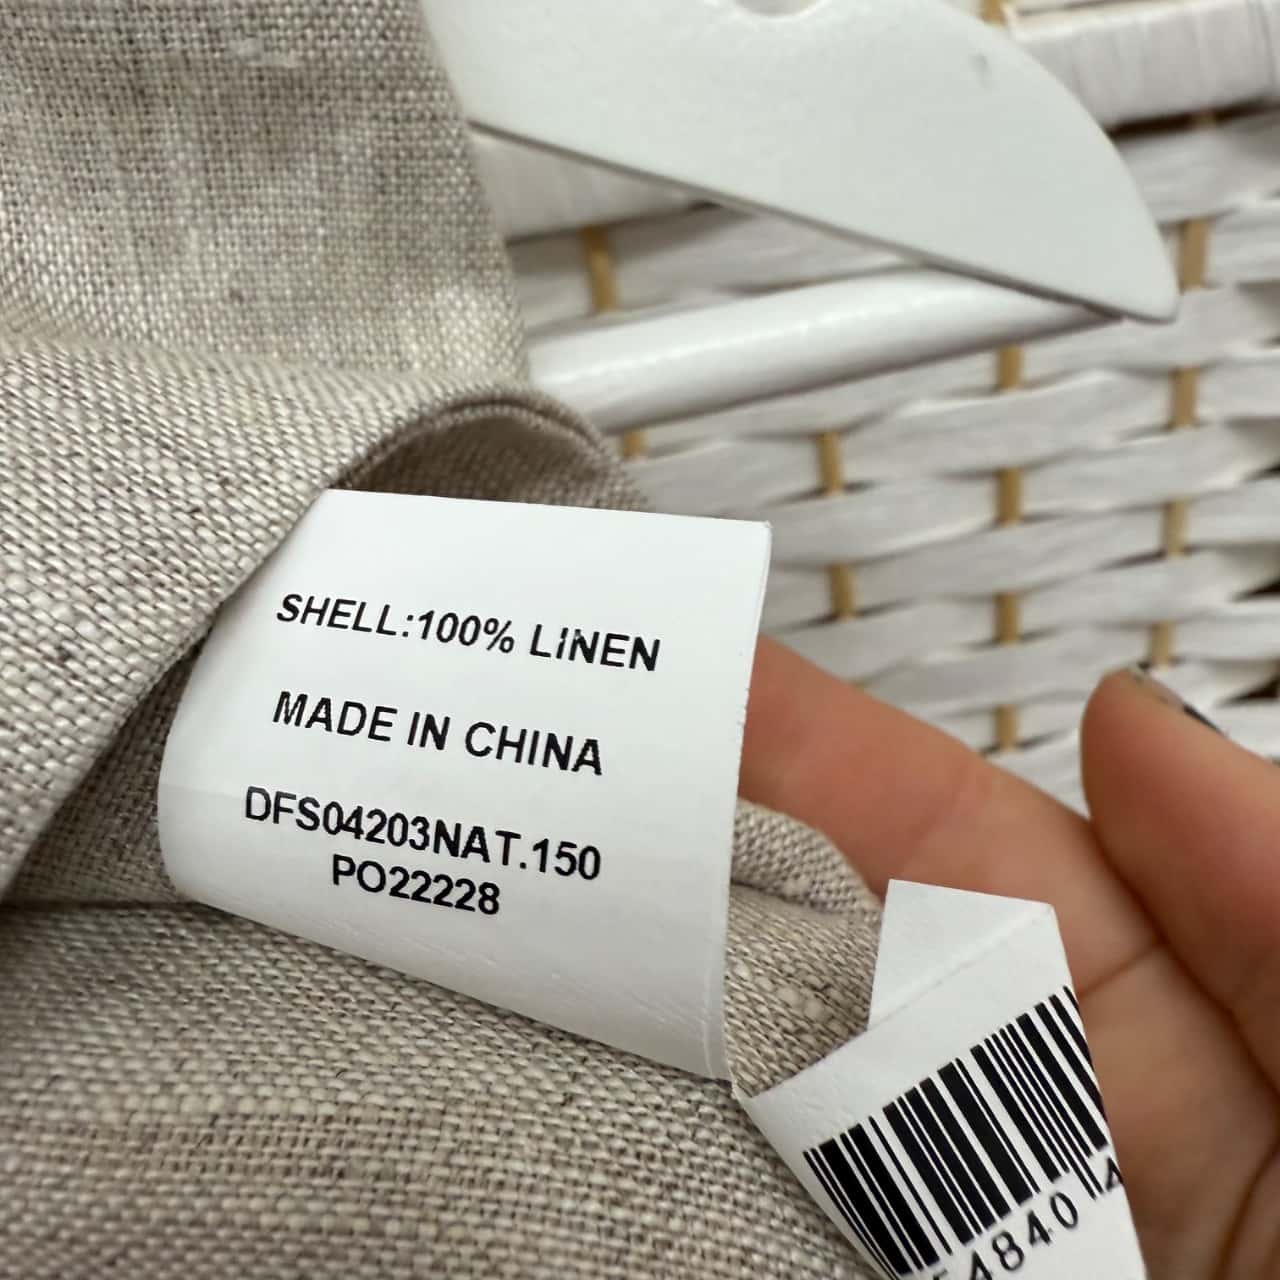 SHELL:100% LINEN
MADE IN CHINA
DFS04203NAT.150
PO22228
4840